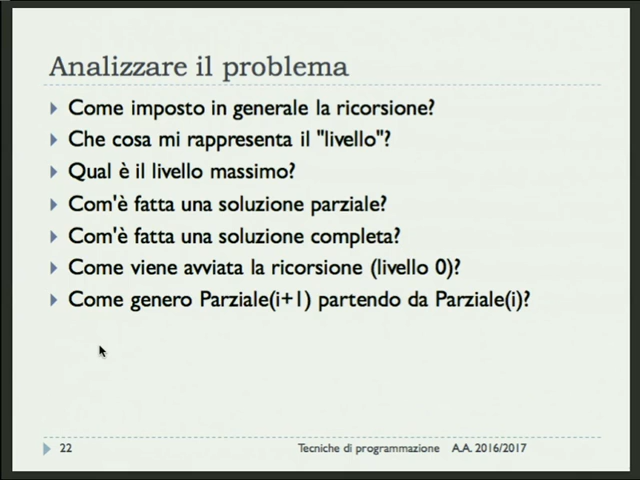 Analizzare il problema
Come imposto in generale la ricorsione?
Che cosa mi rappresenta il "livello"?
Qual è il livello massimo?
Com'è fatta una soluzione parziale?
Com'è fatta una soluzione completa?
Come viene avviata la ricorsione (livello 0)?
Come genero Parziale(i+1) partendo da Parziale(i)?
22 Tecniche di programmazione A.A. 2016/2017